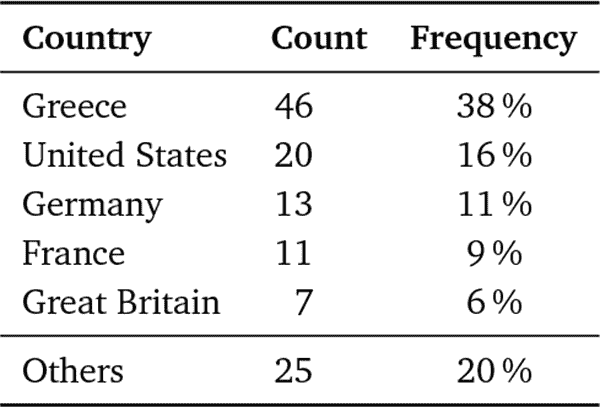 Country Count Frequency
Greece 46 38 %
United States 20 16 %
Germany 13 11 %
France 11 9 %
Great Britain 7 6 %
Others 25 20 %